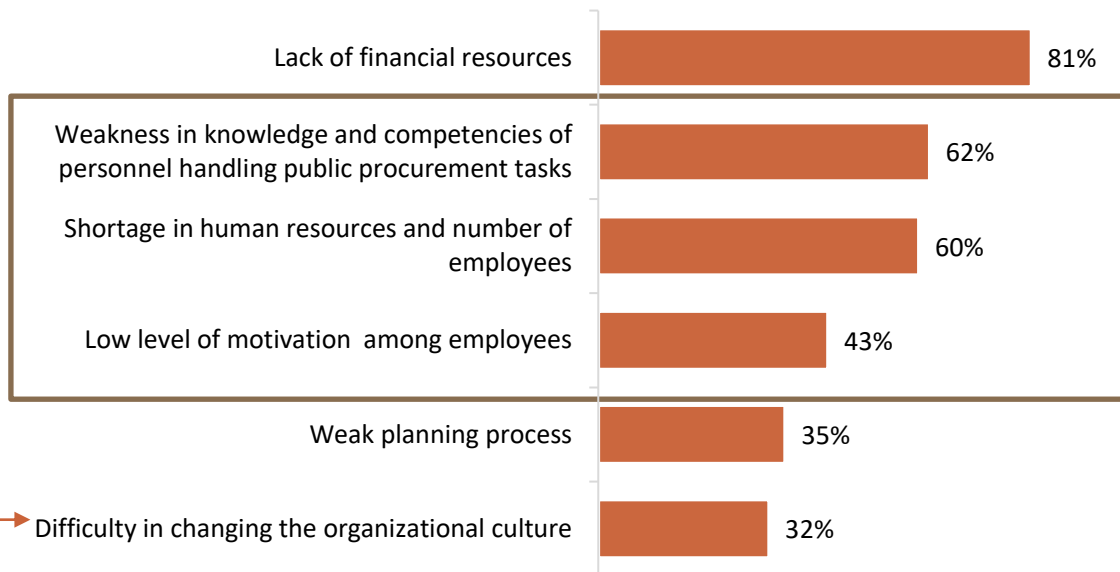 Lack of financial resources 81%
Weakness in knowledge and competencies of
personnel handling public procurement tasks 62%
Shortage in human resources and number of
employees 60%
Low level of motivation  among employees 43%
Weak planning process 35%
Difficulty in changing the organizational culture 32%